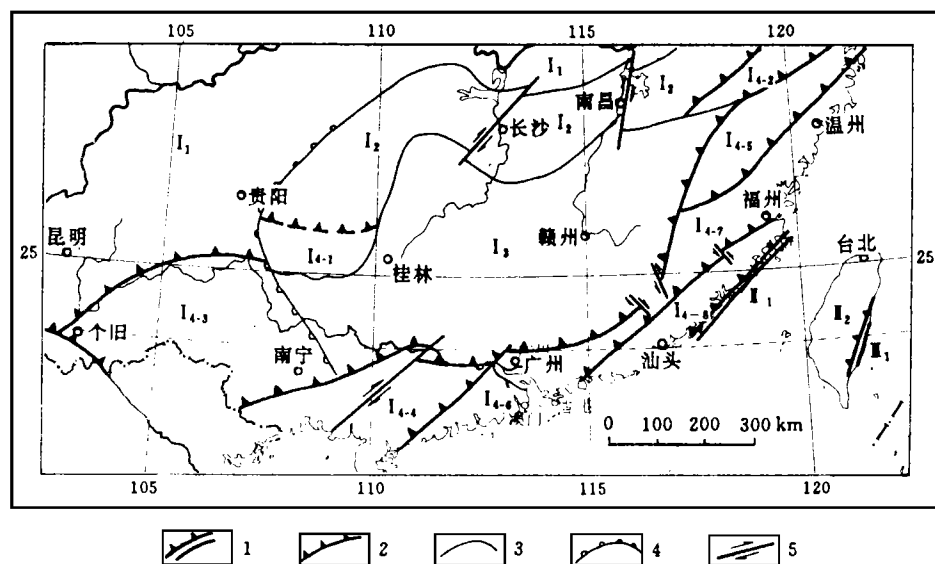 105 110 115 120
I₁ I₄₋₂
I₂ 南昌 I₂
I₁ I₂ 长沙 I₂ 温州
I₄₋₅
贵阳
福州
昆明 I₄₋₇ 台北
25 I₃ 赣州 25
I₄₋₁ 桂林
I₄₋₃ I₄₋₈ Ⅱ₁ Ⅱ₂
个旧 Ⅲ₁
南宁 广州 汕头
I₄₋₄ I₄₋₆
0 100 200 300 km
105 110 115 120
1 2 3 4 5